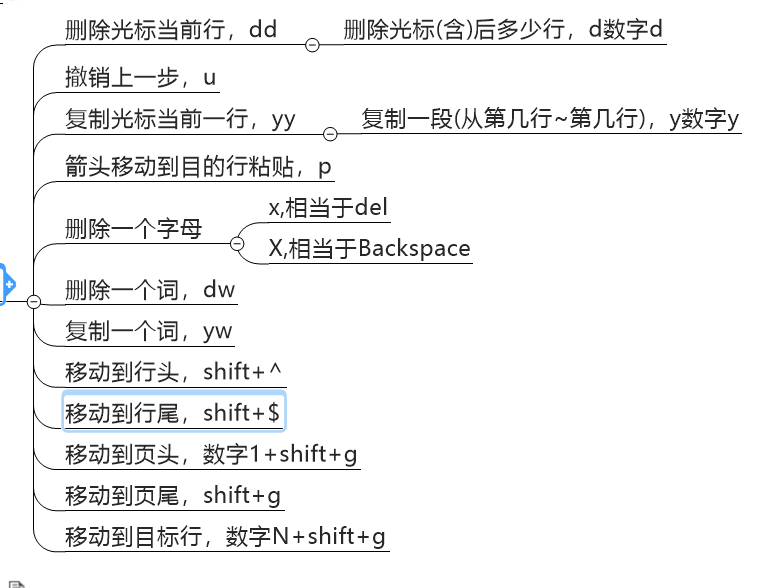 删除光标当前行，dd
删除光标(含)后多少行，d数字d
撤销上一步，u
复制光标当前一行，yy
复制一段(从第几行~第几行)，y数字y
箭头移动到目的行粘贴，p
删除一个字母
x,相当于del
X,相当于Backspace
删除一个词，dw
复制一个词，yw
移动到行头，shift+^
移动到行尾，shift+$
移动到页头，数字1+shift+g
移动到页尾，shift+g
移动到目标行，数字N+shift+g